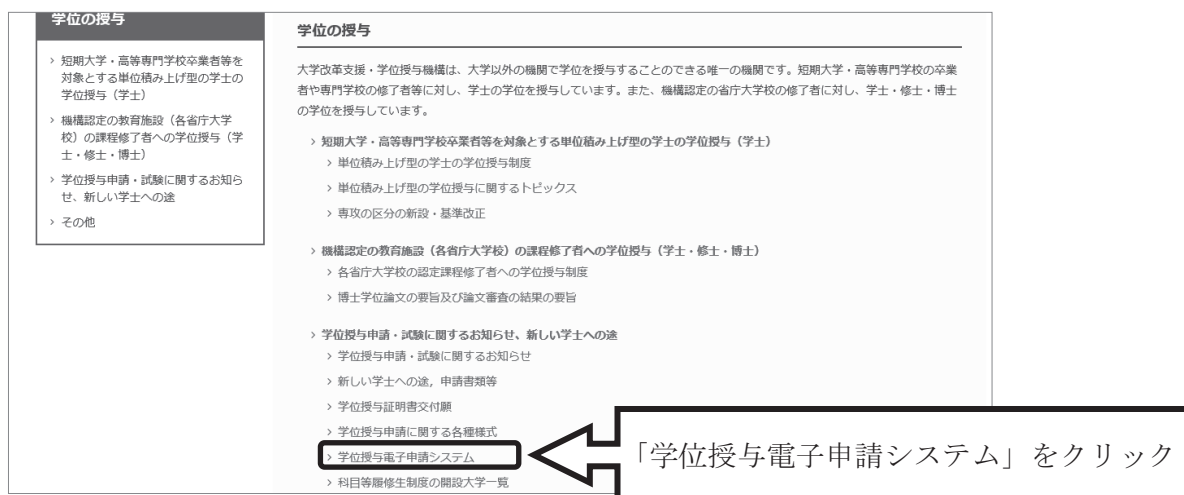 学位の授与
› 短期大学・高等専門学校卒業者等を
対象とする単位積み上げ型の学士の
学位授与（学士）
› 機構認定の教育施設（各省庁大学
校）の課程修了者への学位授与（学
士・修士・博士）
› 学位授与申請・試験に関するお知ら
せ、新しい学士への途
› その他
学位の授与
大学改革支援・学位授与機構は、大学以外の機関で学位を授与することのできる唯一の機関です。短期大学・高等専門学校の卒業
者や専門学校の修了者等に対し、学士の学位を授与しています。また、機構認定の省庁大学校の修了者に対し、学士・修士・博士
の学位を授与しています。
› 短期大学・高等専門学校卒業者等を対象とする単位積み上げ型の学士の学位授与（学士）
› 単位積み上げ型の学士の学位授与制度
› 単位積み上げ型の学位授与に関するトピックス
› 専攻の区分の新設・基準改正
› 機構認定の教育施設（各省庁大学校）の課程修了者への学位授与（学士・修士・博士）
› 各省庁大学校の認定課程修了者への学位授与制度
› 博士学位論文の要旨及び論文審査の結果の要旨
› 学位授与申請・試験に関するお知らせ、新しい学士への途
› 学位授与申請・試験に関するお知らせ
› 新しい学士への途，申請書類等
› 学位授与証明書交付願
› 学位授与申請に関する各種様式
› 学位授与電子申請システム
› 科目等履修生制度の開設大学一覧
「学位授与電子申請システム」をクリック